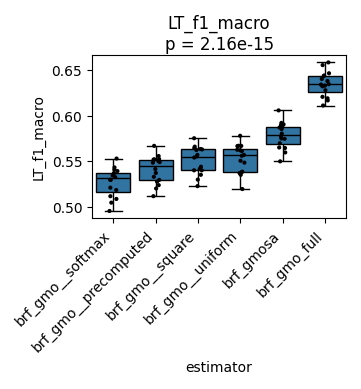 LT_f1_macro
p = 2.16e-15
LT_f1_macro
0.65
0.60
0.55
0.50
brf_gmo__softmax
brf_gmo__precomputed
brf_gmo__square
brf_gmo__uniform
brf_gmosa
brf_gmo_full
estimator